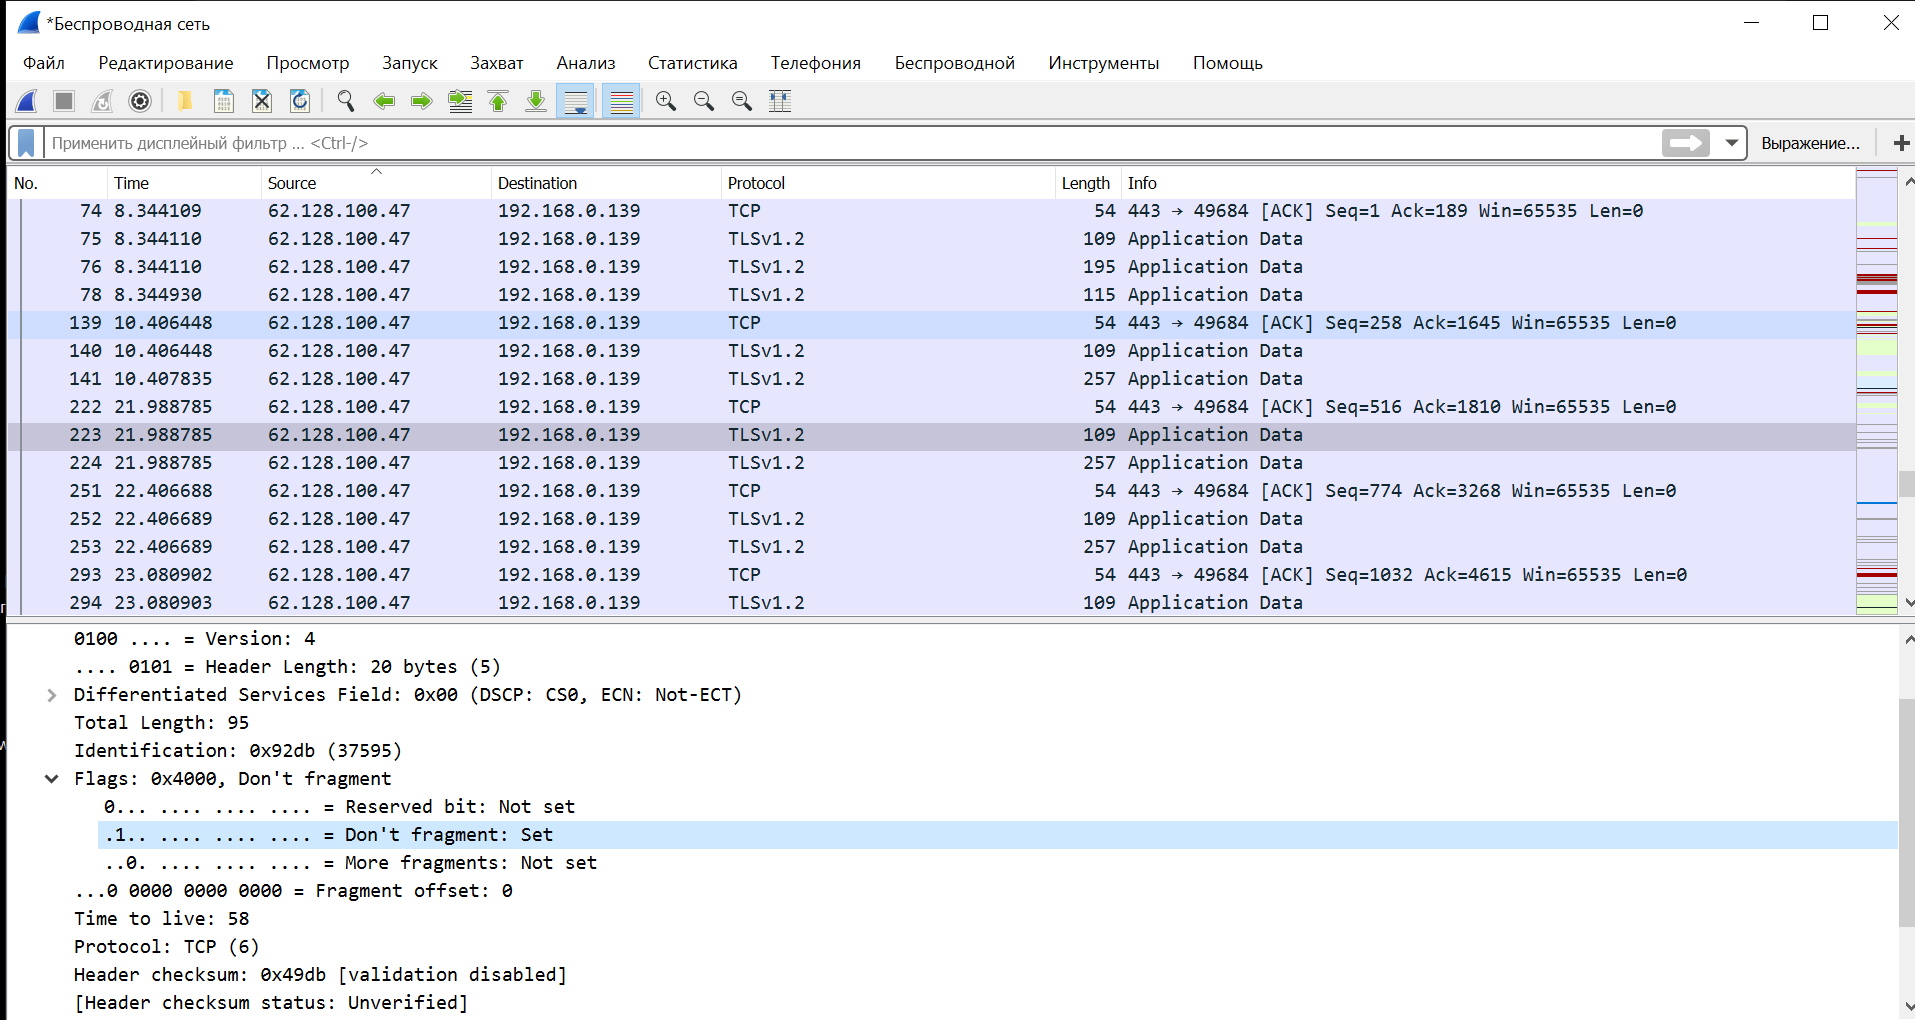 *Беспроводная сеть
Файл Редактирование Просмотр Запуск Захват Анализ Статистика Телефония Беспроводной Инструменты Помощь
Применить дисплейный фильтр ... <Ctrl-/> Выражение... +
No. Time Source Destination Protocol Length Info
74 8.344109 62.128.100.47 192.168.0.139 TCP 54 443 → 49684 [ACK] Seq=1 Ack=189 Win=65535 Len=0
75 8.344110 62.128.100.47 192.168.0.139 TLSv1.2 109 Application Data
76 8.344110 62.128.100.47 192.168.0.139 TLSv1.2 195 Application Data
78 8.344930 62.128.100.47 192.168.0.139 TLSv1.2 115 Application Data
139 10.406448 62.128.100.47 192.168.0.139 TCP 54 443 → 49684 [ACK] Seq=258 Ack=1645 Win=65535 Len=0
140 10.406448 62.128.100.47 192.168.0.139 TLSv1.2 109 Application Data
141 10.407835 62.128.100.47 192.168.0.139 TLSv1.2 257 Application Data
222 21.988785 62.128.100.47 192.168.0.139 TCP 54 443 → 49684 [ACK] Seq=516 Ack=1810 Win=65535 Len=0
223 21.988785 62.128.100.47 192.168.0.139 TLSv1.2 109 Application Data
224 21.988785 62.128.100.47 192.168.0.139 TLSv1.2 257 Application Data
251 22.406688 62.128.100.47 192.168.0.139 TCP 54 443 → 49684 [ACK] Seq=774 Ack=3268 Win=65535 Len=0
252 22.406689 62.128.100.47 192.168.0.139 TLSv1.2 109 Application Data
253 22.406689 62.128.100.47 192.168.0.139 TLSv1.2 257 Application Data
293 23.080902 62.128.100.47 192.168.0.139 TCP 54 443 → 49684 [ACK] Seq=1032 Ack=4615 Win=65535 Len=0
294 23.080903 62.128.100.47 192.168.0.139 TLSv1.2 109 Application Data
0100 .... = Version: 4
.... 0101 = Header Length: 20 bytes (5)
Differentiated Services Field: 0x00 (DSCP: CS0, ECN: Not-ECT)
Total Length: 95
Identification: 0x92db (37595)
Flags: 0x4000, Don't fragment
0... .... .... .... = Reserved bit: Not set
.1.. .... .... .... = Don't fragment: Set
..0. .... .... .... = More fragments: Not set
...0 0000 0000 0000 = Fragment offset: 0
Time to live: 58
Protocol: TCP (6)
Header checksum: 0x49db [validation disabled]
[Header checksum status: Unverified]